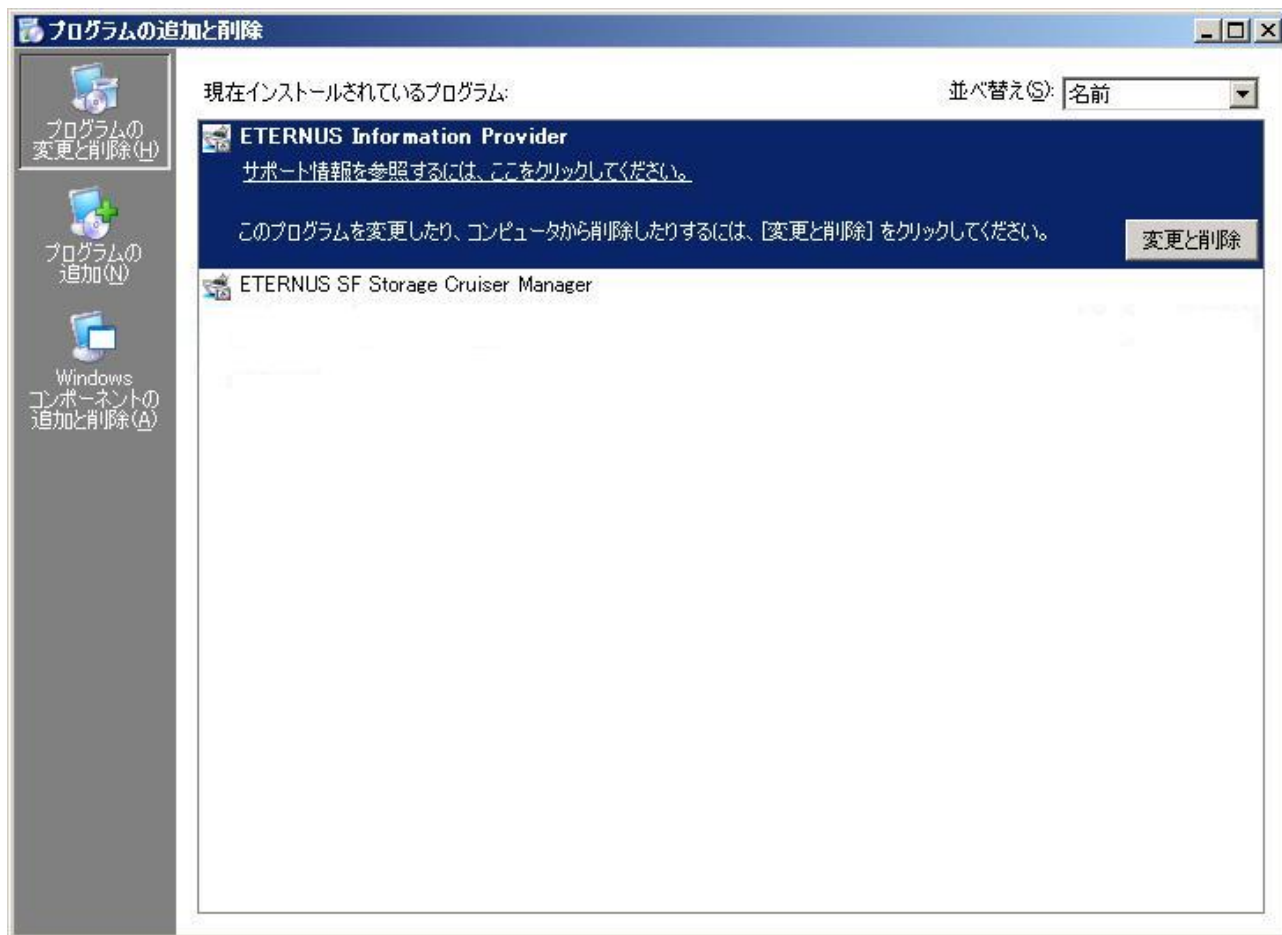 プログラムの追加と削除
プログラムの
変更と削除(H)
プログラムの
追加(N)
Windows
コンポーネントの
追加と削除(A)
現在インストールされているプログラム:
並べ替え(S):
名前
ETERNUS Information Provider
サポート情報を参照するには、ここをクリックしてください。
このプログラムを変更したり、コンピュータから削除したりするには、[変更と削除] をクリックしてください。
変更と削除
ETERNUS SF Storage Cruiser Manager